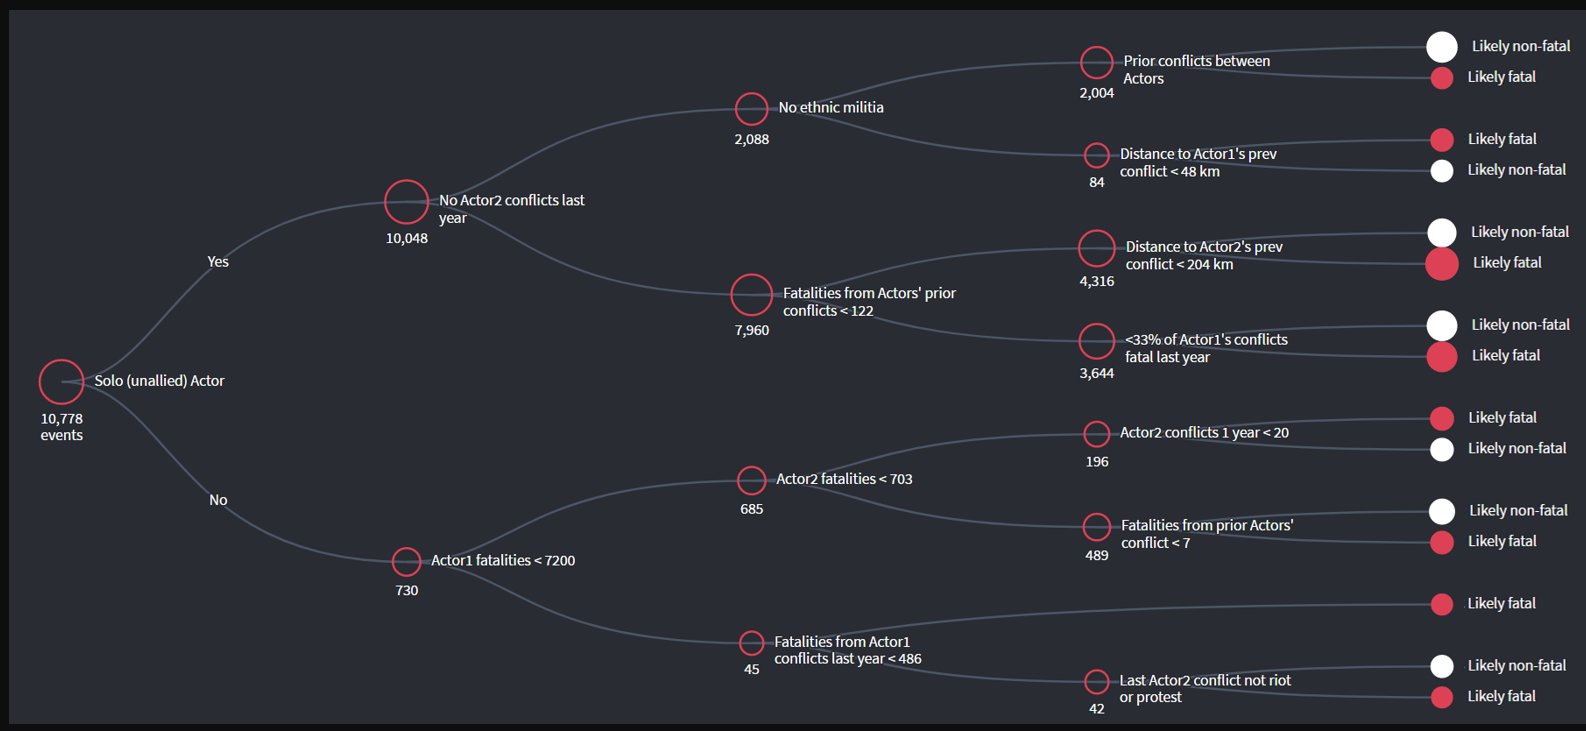 Solo (unallied) Actor
10,778
events
Yes
No
No Actor2 conflicts last
year
10,048
Actor1 fatalities < 7200
730
No ethnic militia
2,088
Fatalities from Actors' prior
conflicts < 122
7,960
Actor2 fatalities < 703
685
Fatalities from Actor1
conflicts last year < 486
45
Prior conflicts between
Actors
2,004
Distance to Actor1's prev
conflict < 48 km
84
Distance to Actor2's prev
conflict < 204 km
4,316
<33% of Actor1's conflicts
fatal last year
3,644
Actor2 conflicts 1 year < 20
196
Fatalities from prior Actors'
conflict < 7
489
Last Actor2 conflict not riot
or protest
42
Likely non-fatal
Likely fatal
Likely fatal
Likely non-fatal
Likely non-fatal
Likely fatal
Likely non-fatal
Likely fatal
Likely fatal
Likely non-fatal
Likely non-fatal
Likely fatal
Likely fatal
Likely non-fatal
Likely fatal